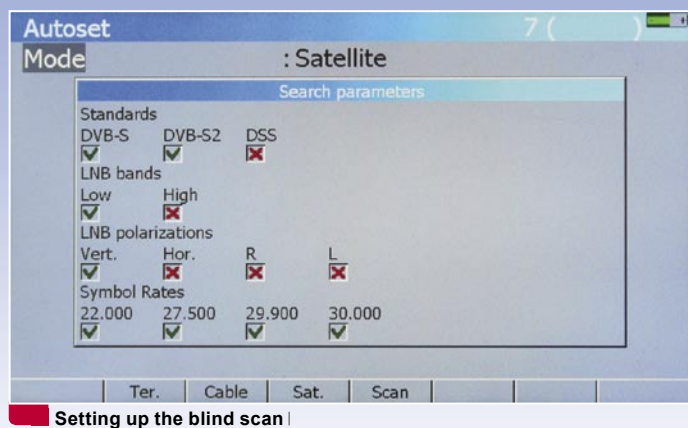 Autoset 7 ( )
Mode : Satellite
Search parameters
Standards
DVB-S DVB-S2 DSS
LNB bands
Low High
LNB polarizations
Vert. Hor. R L
Symbol Rates
22.000 27.500 29.900 30.000
Ter. Cable Sat. Scan
Setting up the blind scan